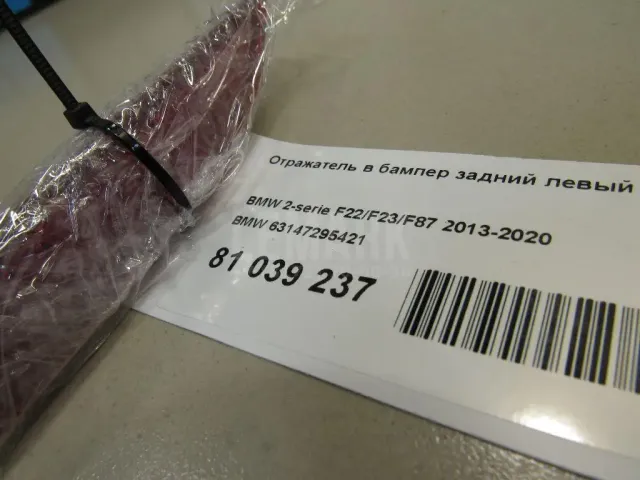 Отражатель в бампер задний левый
BMW 2-serie F22/F23/F87 2013-2020
BMW 63147295421
81 039 237